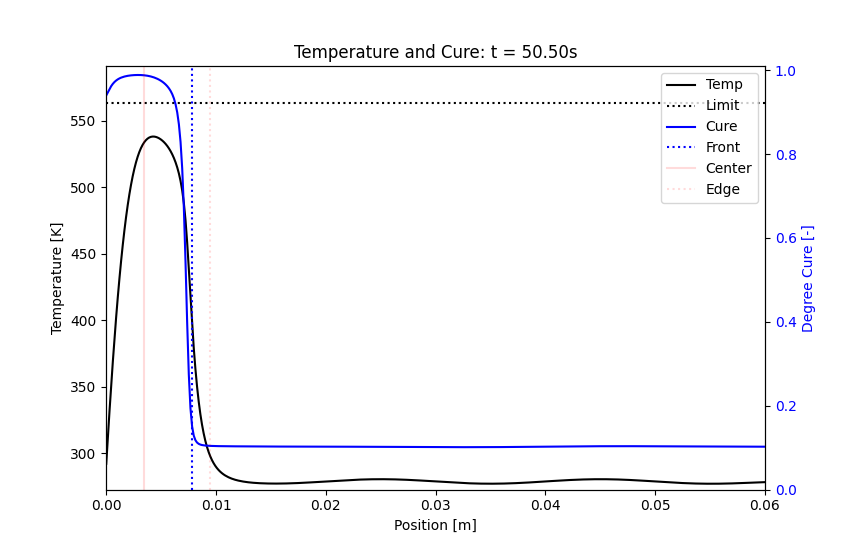 Temperature and Cure: t = 50.50s
Temp
Limit
Cure
Front
Center
Edge
Temperature [K]
550
500
450
400
350
300
Degree Cure [-]
1.0
0.8
0.6
0.4
0.2
0.0
0.00 0.01 0.02 0.03 0.04 0.05 0.06
Position [m]